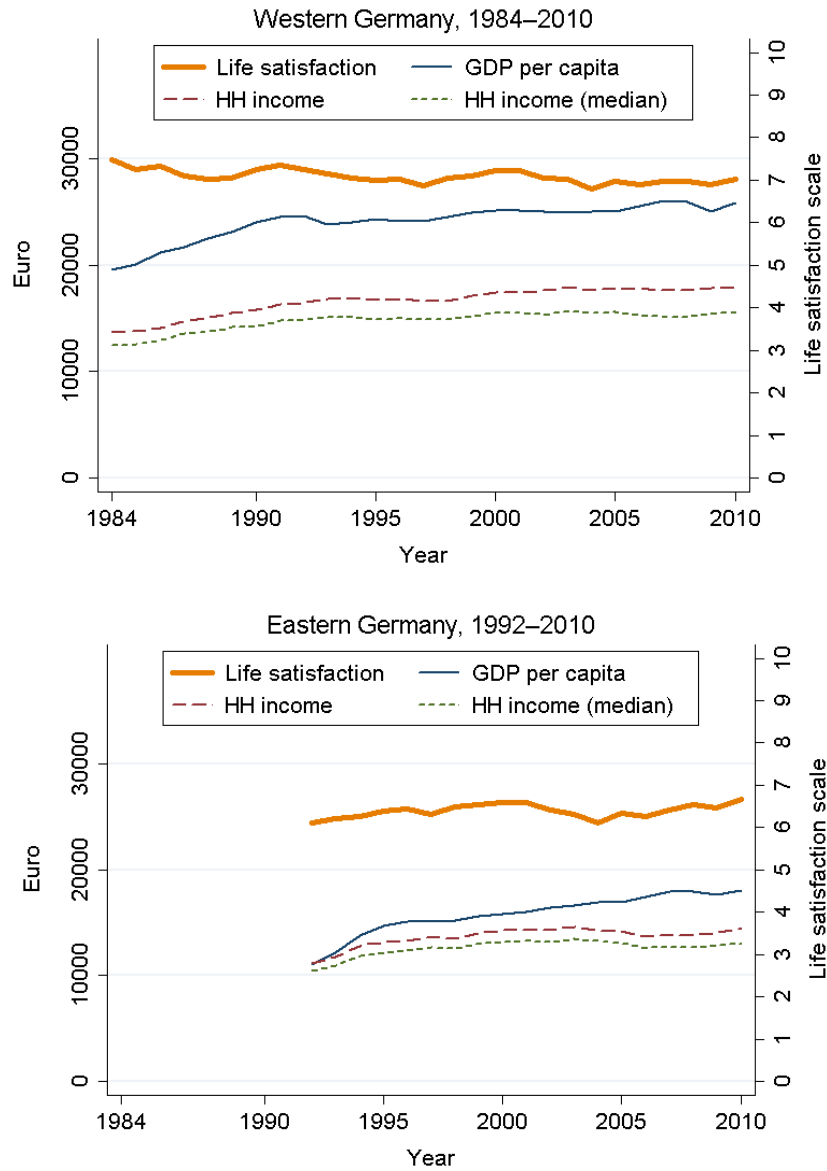 Western Germany, 1984–2010
Life satisfaction
GDP per capita
HH income
HH income (median)
Euro
30000
20000
10000
0
Life satisfaction scale
10
9
8
7
6
5
4
3
2
1
0
1984
1990
1995
2000
2005
2010
Year
Eastern Germany, 1992–2010
Life satisfaction
GDP per capita
HH income
HH income (median)
Euro
30000
20000
10000
0
Life satisfaction scale
10
9
8
7
6
5
4
3
2
1
0
1984
1990
1995
2000
2005
2010
Year